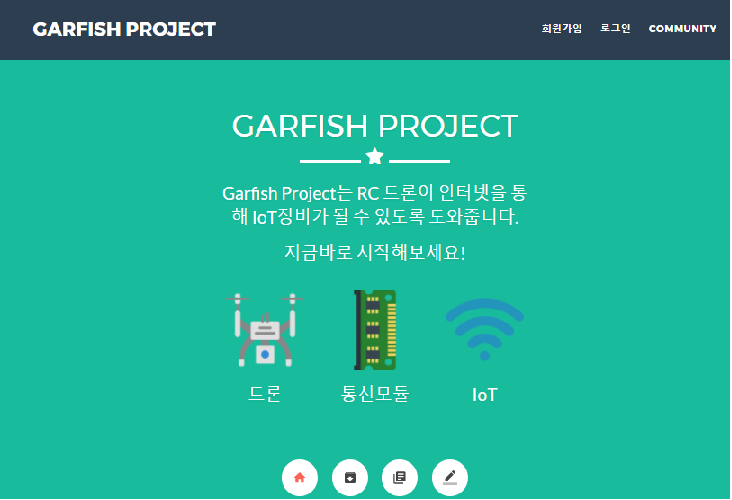 GARFISH PROJECT
회원가입 로그인 COMMUNITY
GARFISH PROJECT
Garfish Project는 RC 드론이 인터넷을 통
해 IoT장비가 될 수 있도록 도와줍니다.
지금바로 시작해보세요!
드론 통신모듈 IoT